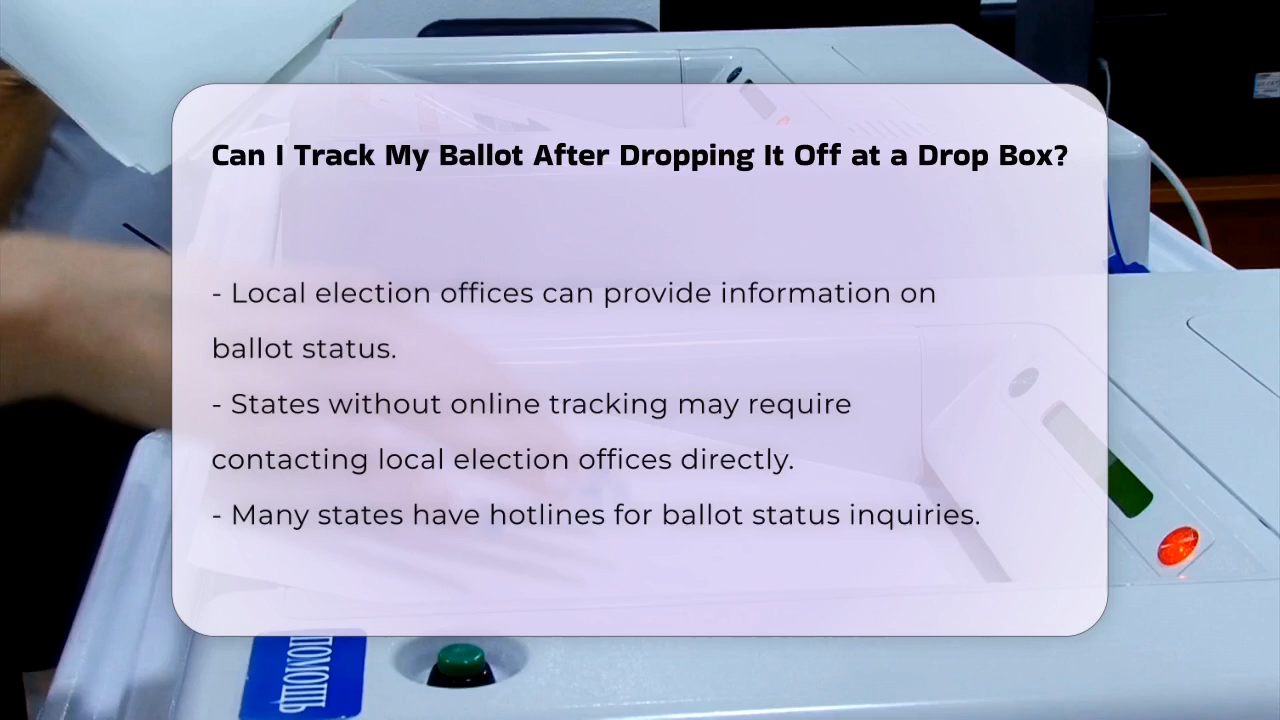 Can I Track My Ballot After Dropping It Off at a Drop Box?
- Local election offices can provide information on
ballot status.
- States without online tracking may require
contacting local election offices directly.
- Many states have hotlines for ballot status inquiries.
ПОМОЩЬ